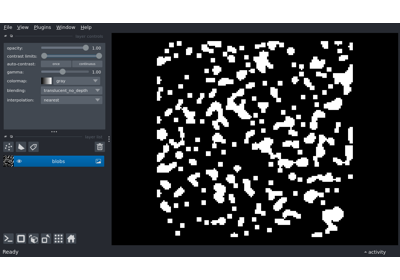 File View Plugins Window Help
opacity: 1.00
contrast limits:
auto-contrast: once continuous
gamma: 1.00
colormap: gray
blending: translucent_no_depth
interpolation: nearest
blobs
Ready
activity